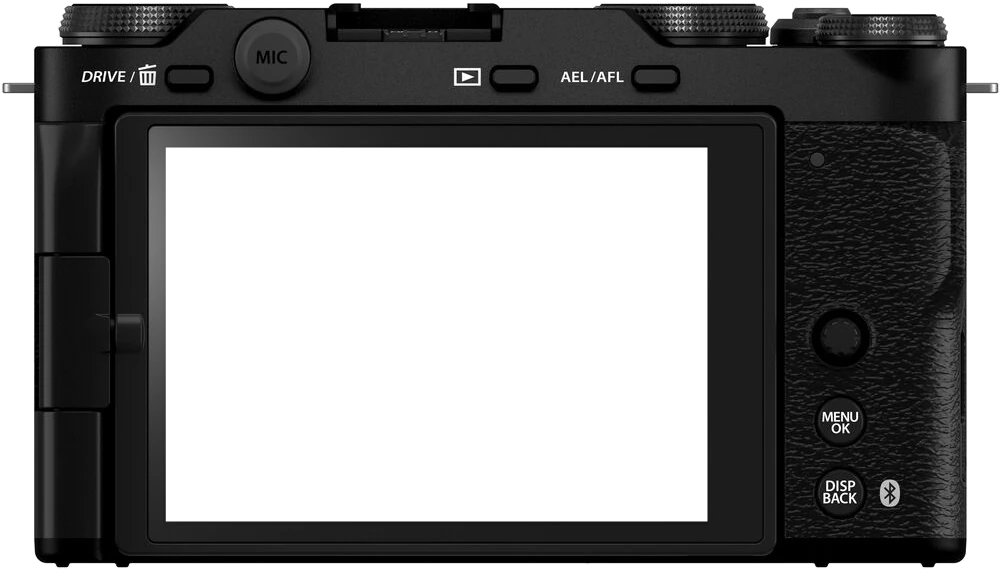 DRIVE /
MIC
AEL/AFL
MENU
OK
DISP
BACK